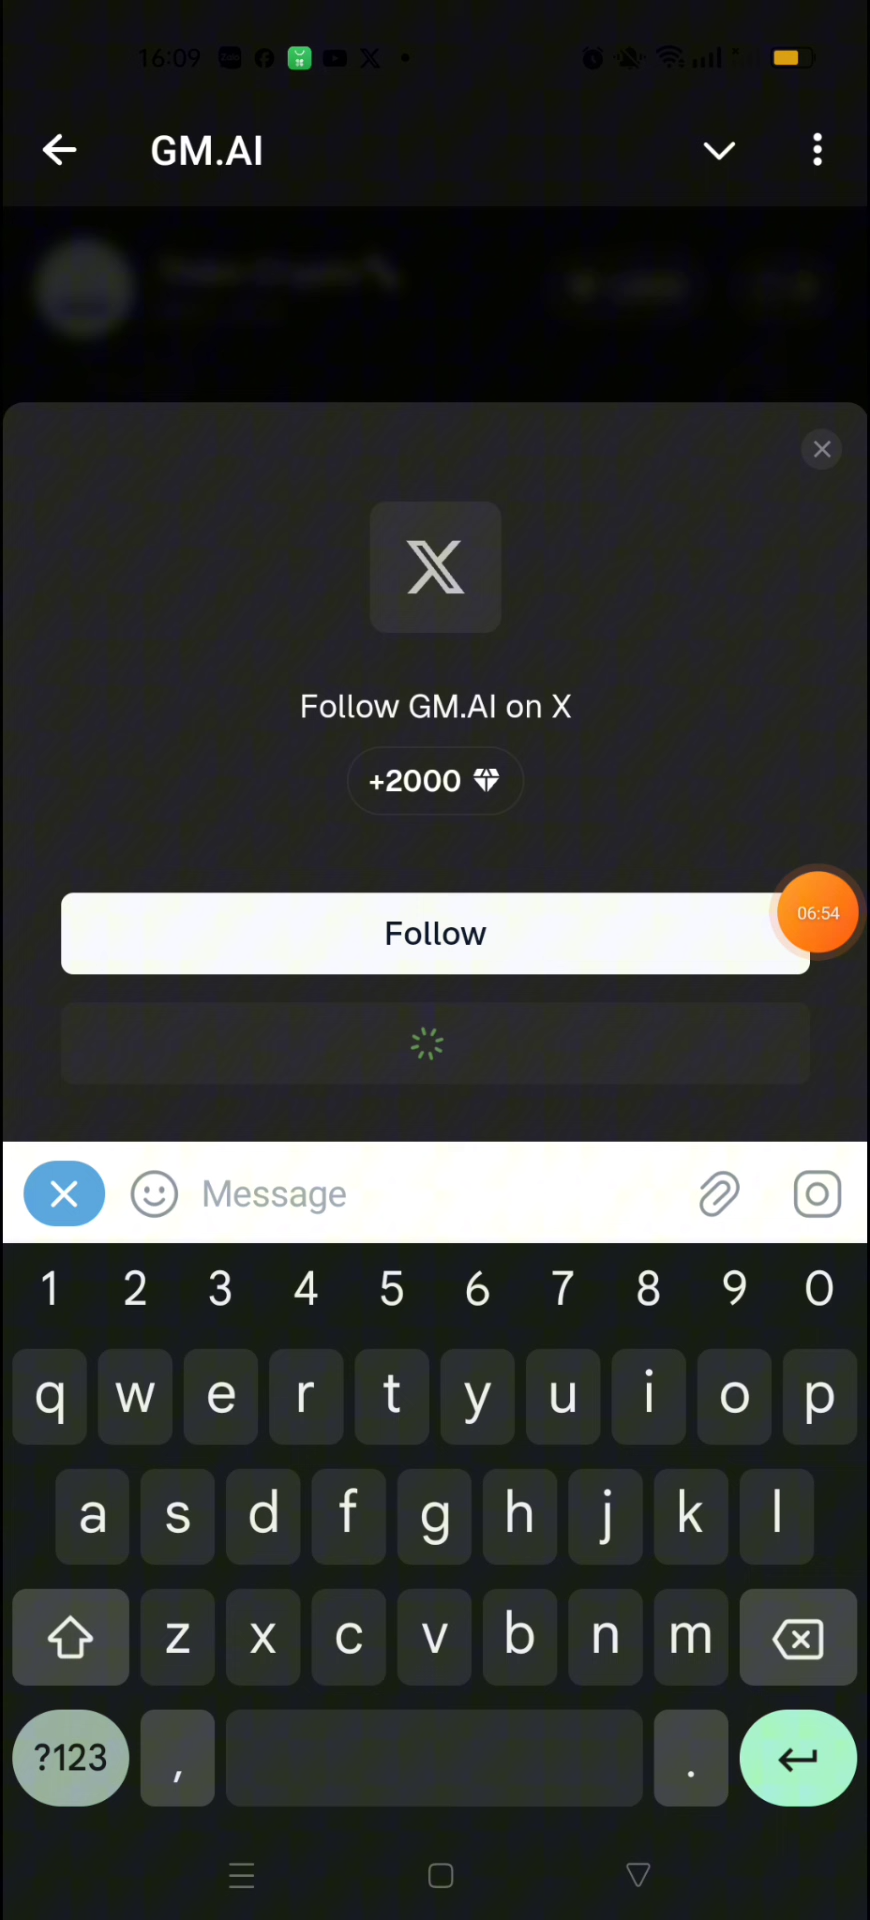 16:09
GM.AI
Follow GM.AI on X
+2000
Follow
06:54
Message
1 2 3 4 5 6 7 8 9 0
q w e r t y u i o p
a s d f g h j k l
z x c v b n m
?123 , .